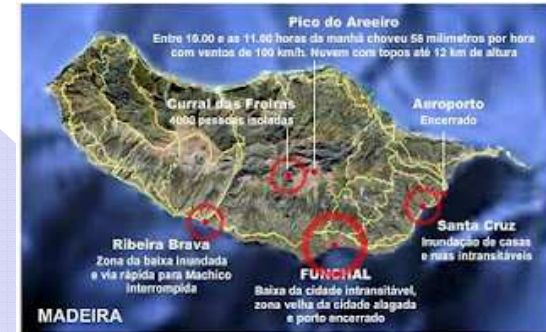 Pico do Areeiro
Entre 10.00 e as 11.00 horas da manhã choveu 58 milímetros por hora
com ventos de 100 km/h. Nuvem com topos até 12 km de altura
Curral das Freiras
4000 pessoas isoladas
Aeroporto
Encerrado
Ribeira Brava
Zona da baixa inundada
e via rápida para Machico
interrompida
FUNCHAL
Baixa da cidade intransitável,
zona velha da cidade alagada
e porto encerrado
Santa Cruz
Inundação de casas
e ruas intransitáveis
MADEIRA